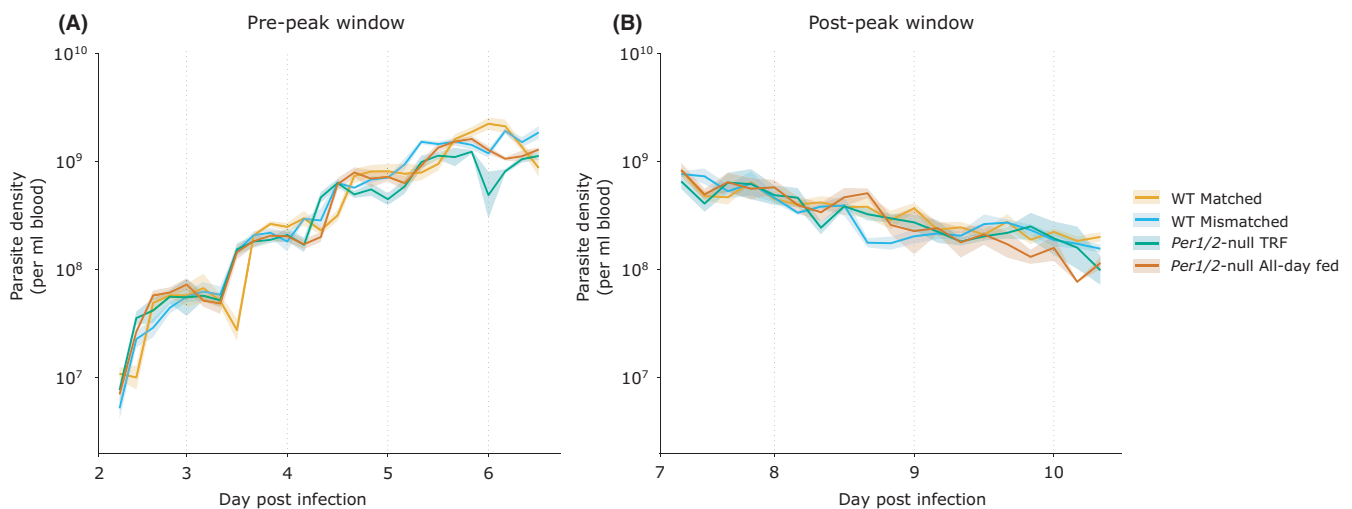 (A)
Pre-peak window
10^10
10^9
10^8
10^7
Parasite density
(per ml blood)
2
3
4
5
6
Day post infection
(B)
Post-peak window
10^10
10^9
10^8
10^7
Parasite density
(per ml blood)
7
8
9
10
Day post infection
WT Matched
WT Mismatched
Per1/2-null TRF
Per1/2-null All-day fed